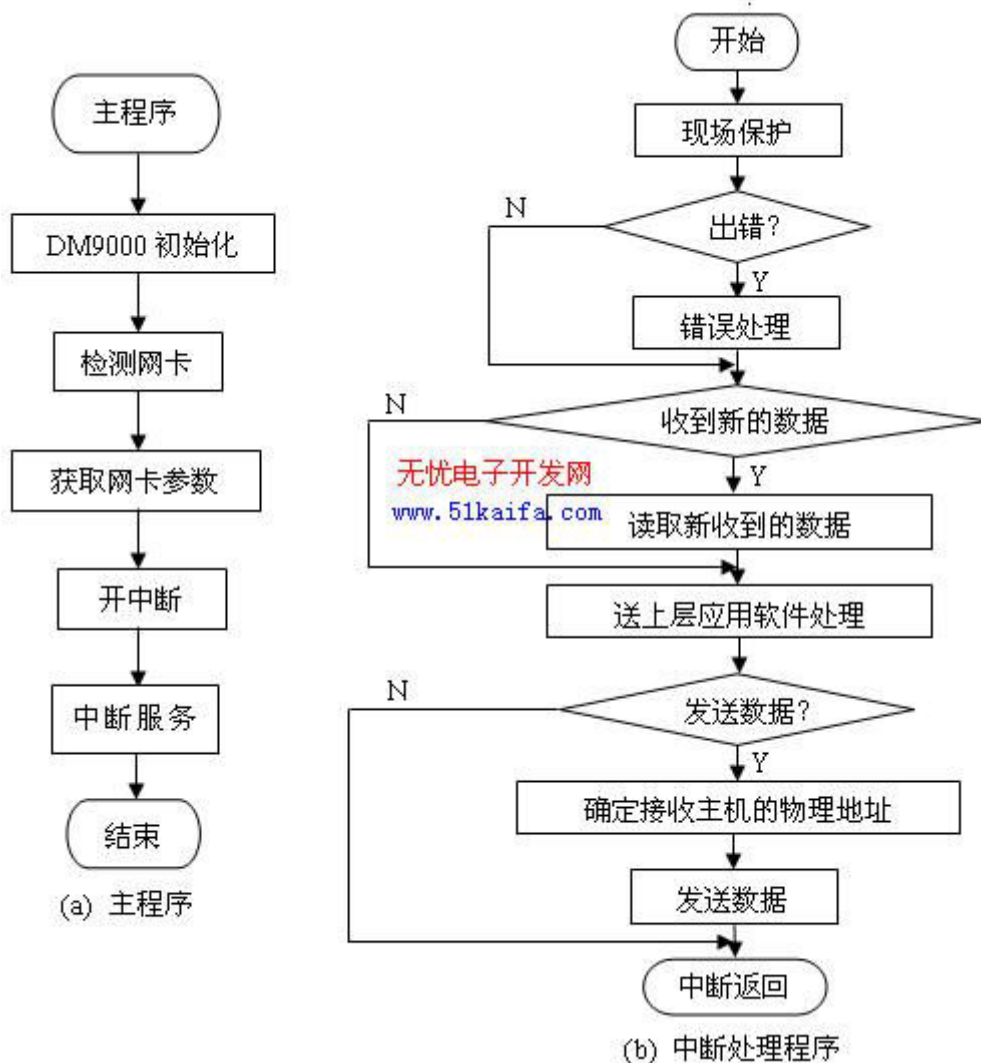 主程序
DM9000 初始化
检测网卡
获取网卡参数
开中断
中断服务
结束
(a) 主程序
开始
现场保护
出错?
N
Y
错误处理
收到新的数据
N
Y
无忧电子开发网
www.51kaifa.com
读取新收到的数据
送上层应用软件处理
发送数据?
N
Y
确定接收主机的物理地址
发送数据
中断返回
(b) 中断处理程序